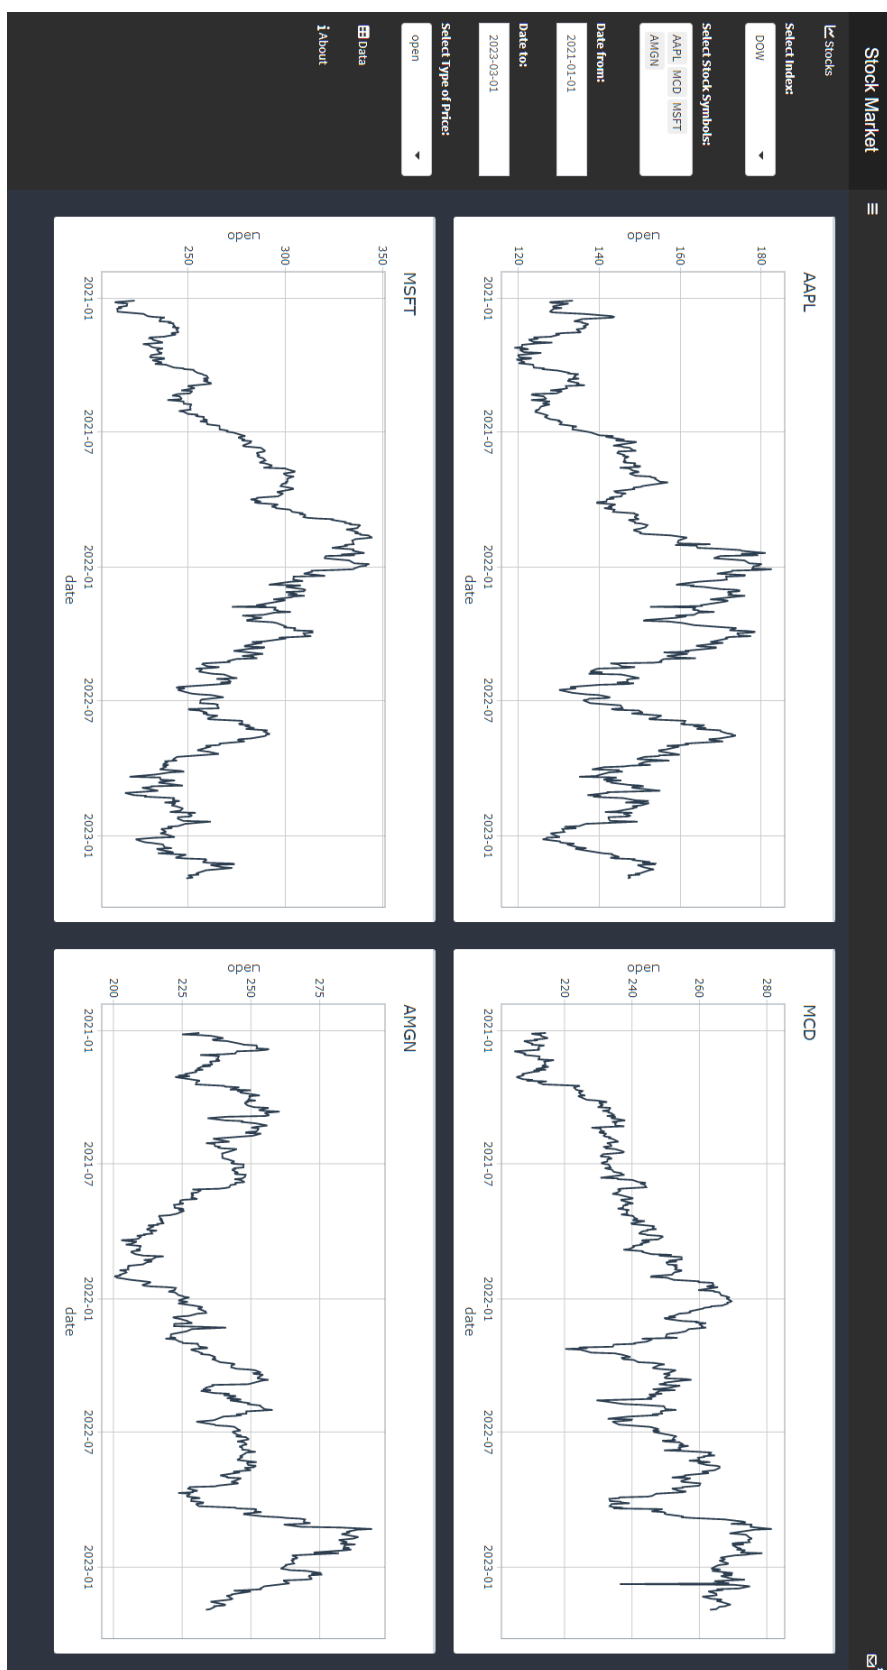 Stock Market
Stocks
Select Index:
DOW
Select Stock Symbols:
AAPL MCD MSFT
AMGN
Date from:
2021-01-01
Date to:
2023-03-01
Select Type of Price:
open
Data
About
AAPL
open
180
160
140
120
2021-01 2021-07 2022-01 2022-07 2023-01
date
MCD
open
280
260
240
220
2021-01 2021-07 2022-01 2022-07 2023-01
date
MSFT
open
350
300
250
2021-01 2021-07 2022-01 2022-07 2023-01
date
AMGN
open
275
250
225
200
2021-01 2021-07 2022-01 2022-07 2023-01
date